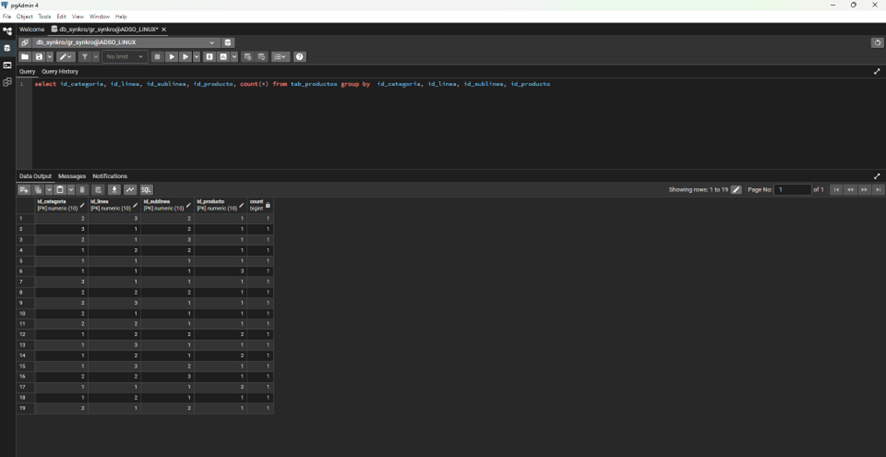 pgAdmin 4
File Object Tools Edit View Window Help
Welcome db_synkro/gr_synkro@ADSO_LINUX* ×
db_synkro/gr_synkro@ADSO_LINUX
No limit
Query Query History
1 select id_categoria, id_linea, id_sublinea, id_producto, count(*) from tab_productos group by id_categoria, id_linea, id_sublinea, id_producto
Data Output Messages Notifications
SQL Showing rows: 1 to 19 Page No: 1 of 1
id_categoria id_linea id_sublinea id_producto count
[PK] numeric (10) [PK] numeric (10) [PK] numeric (10) [PK] numeric (10) bigint
1 2 3 2 1 1
2 3 1 2 1 1
3 2 1 3 1 1
4 1 2 2 1 1
5 1 1 1 1 1
6 1 1 1 3 1
7 3 1 1 1 1
8 2 2 2 1 1
9 2 3 1 1 1
10 2 1 1 1 1
11 2 2 1 1 1
12 1 2 2 2 1
13 1 3 1 1 1
14 1 2 1 2 1
15 1 3 2 1 1
16 2 2 3 1 1
17 1 1 1 2 1
18 1 2 1 1 1
19 2 1 2 1 1